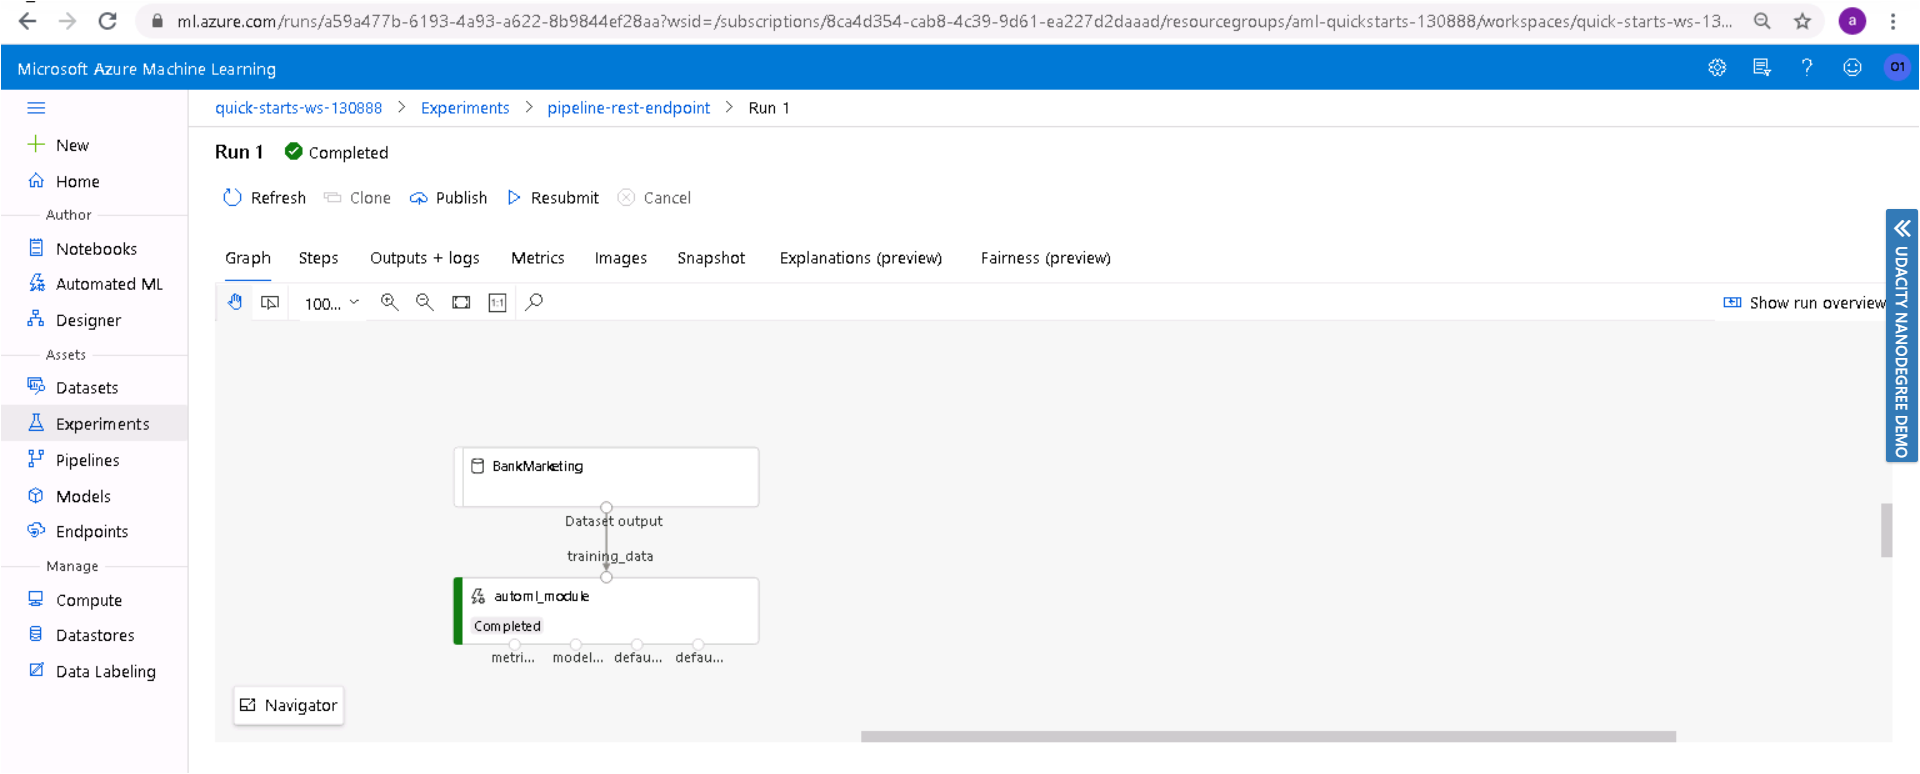 ml.azure.com/runs/a59a477b-6193-4a93-a622-8b9844ef28aa?wsid=/subscriptions/8ca4d354-cab8-4c39-9d61-ea227d2daaad/resourcegroups/aml-quickstarts-130888/workspaces/quick-starts-ws-13...
a
Microsoft Azure Machine Learning
?
01
quick-starts-ws-130888 > Experiments > pipeline-rest-endpoint > Run 1
New
Home
Author
Notebooks
Automated ML
Designer
Assets
Datasets
Experiments
Pipelines
Models
Endpoints
Manage
Compute
Datastores
Data Labeling
Run 1 Completed
Refresh Clone Publish Resubmit Cancel
Graph Steps Outputs + logs Metrics Images Snapshot Explanations (preview) Fairness (preview)
100... 1:1 Show run overview
BankMarketing
Dataset output
training_data
automl_module
Completed
metri... model... defau... defau...
Navigator
UDACITY NANODEGREE DEMO